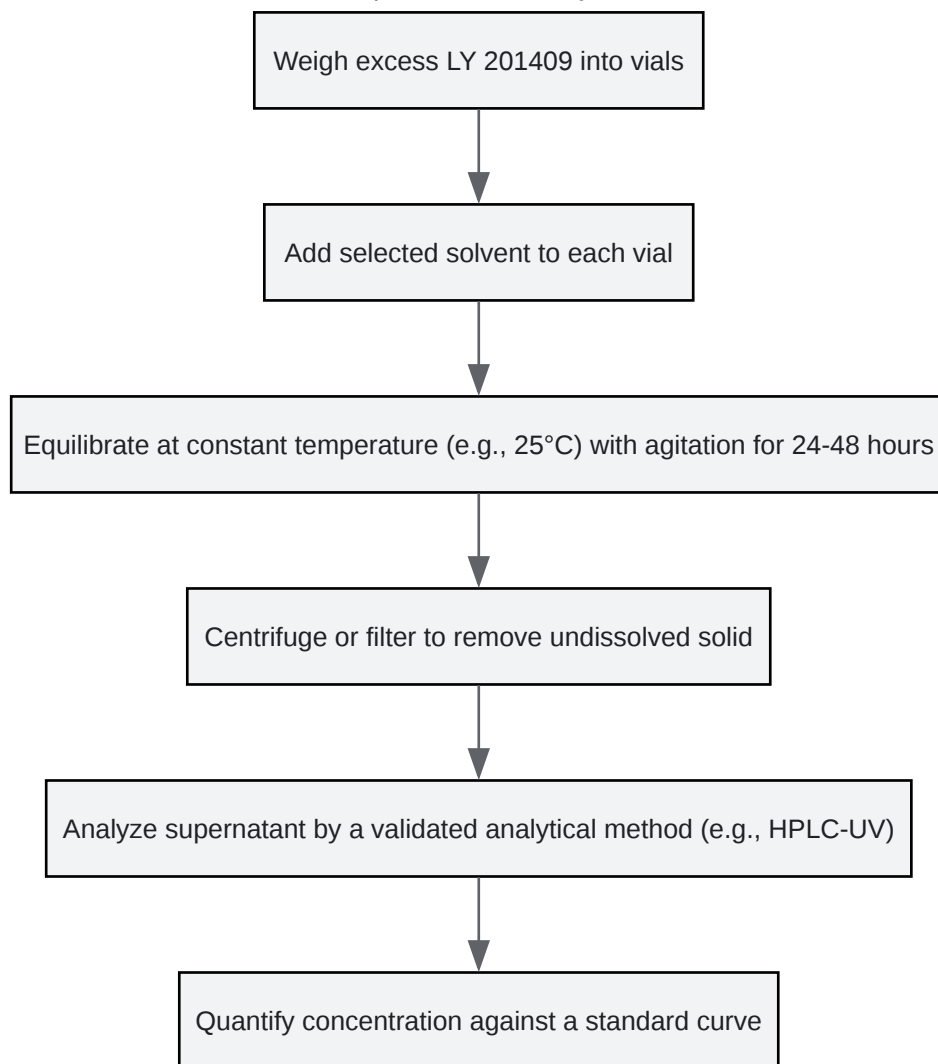 Weigh excess LY 201409 into vials
Add selected solvent to each vial
Equilibrate at constant temperature (e.g., 25°C) with agitation for 24-48 hours
Centrifuge or filter to remove undissolved solid
Analyze supernatant by a validated analytical method (e.g., HPLC-UV)
Quantify concentration against a standard curve